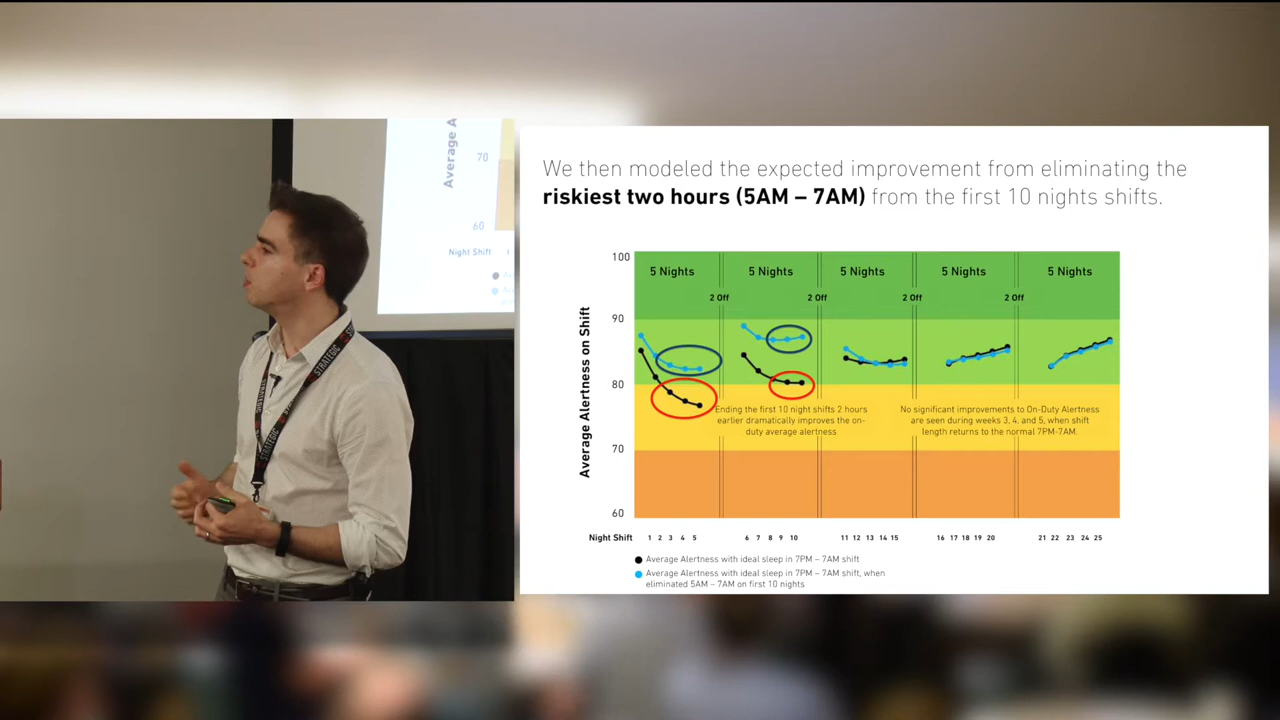 Average A
70
60
Night Shift
STRATEGIC
We then modeled the expected improvement from eliminating the
riskiest two hours (5AM – 7AM) from the first 10 nights shifts.
100
90
80
70
60
Average Alertness on Shift
5 Nights
5 Nights
5 Nights
5 Nights
5 Nights
2 Off
2 Off
2 Off
2 Off
Ending the first 10 night shifts 2 hours
earlier dramatically improves the on-
duty average alertness
No significant improvements to On-Duty Alertness
are seen during weeks 3, 4, and 5, when shift
length returns to the normal 7PM-7AM.
Night Shift 1 2 3 4 5 6 7 8 9 10 11 12 13 14 15 16 17 18 19 20 21 22 23 24 25
Average Alertness with ideal sleep in 7PM – 7AM shift
Average Alertness with ideal sleep in 7PM – 7AM shift, when
eliminated 5AM – 7AM on first 10 nights